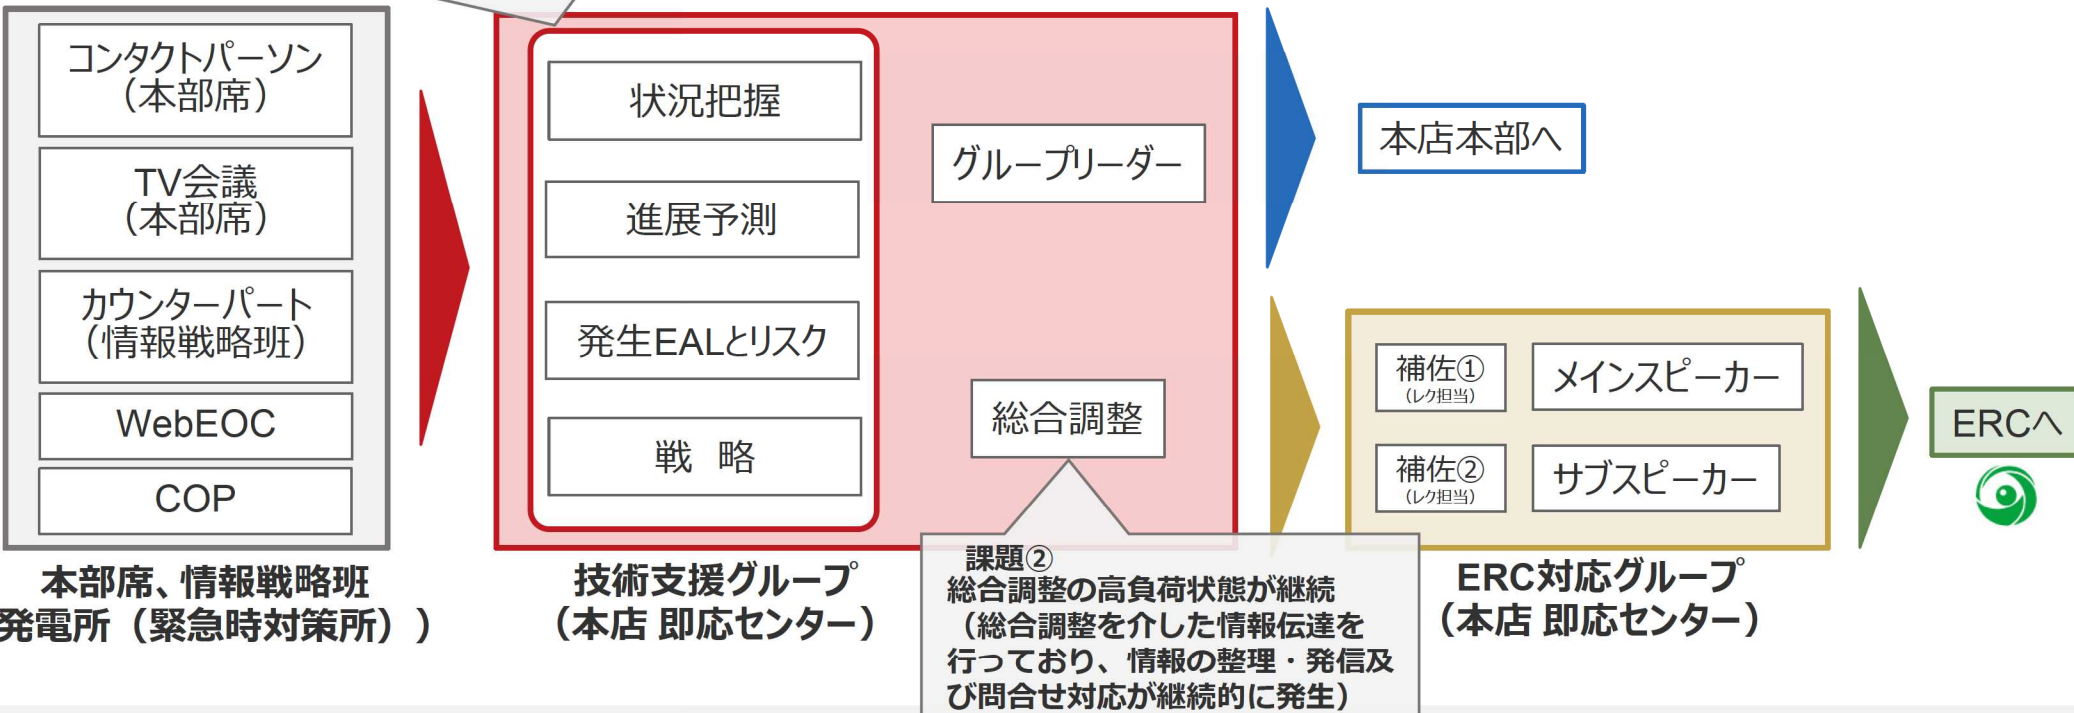 コンタクトパーソン
（本部席）
TV会議
（本部席）
カウンターパート
（情報戦略班）
WebEOC
COP
本部席、情報戦略班
発電所（緊急時対策所））
状況把握
進展予測
発生EALとリスク
戦　略
グループリーダー
総合調整
技術支援グループ
（本店 即応センター）
課題②
総合調整の高負荷状態が継続
（総合調整を介した情報伝達を
行っており、情報の整理・発信及
び問合せ対応が継続的に発生）
本店本部へ
補佐①
（レク担当）
メインスピーカー
補佐②
（レク担当）
サブスピーカー
ERC対応グループ
（本店 即応センター）
ERCへ